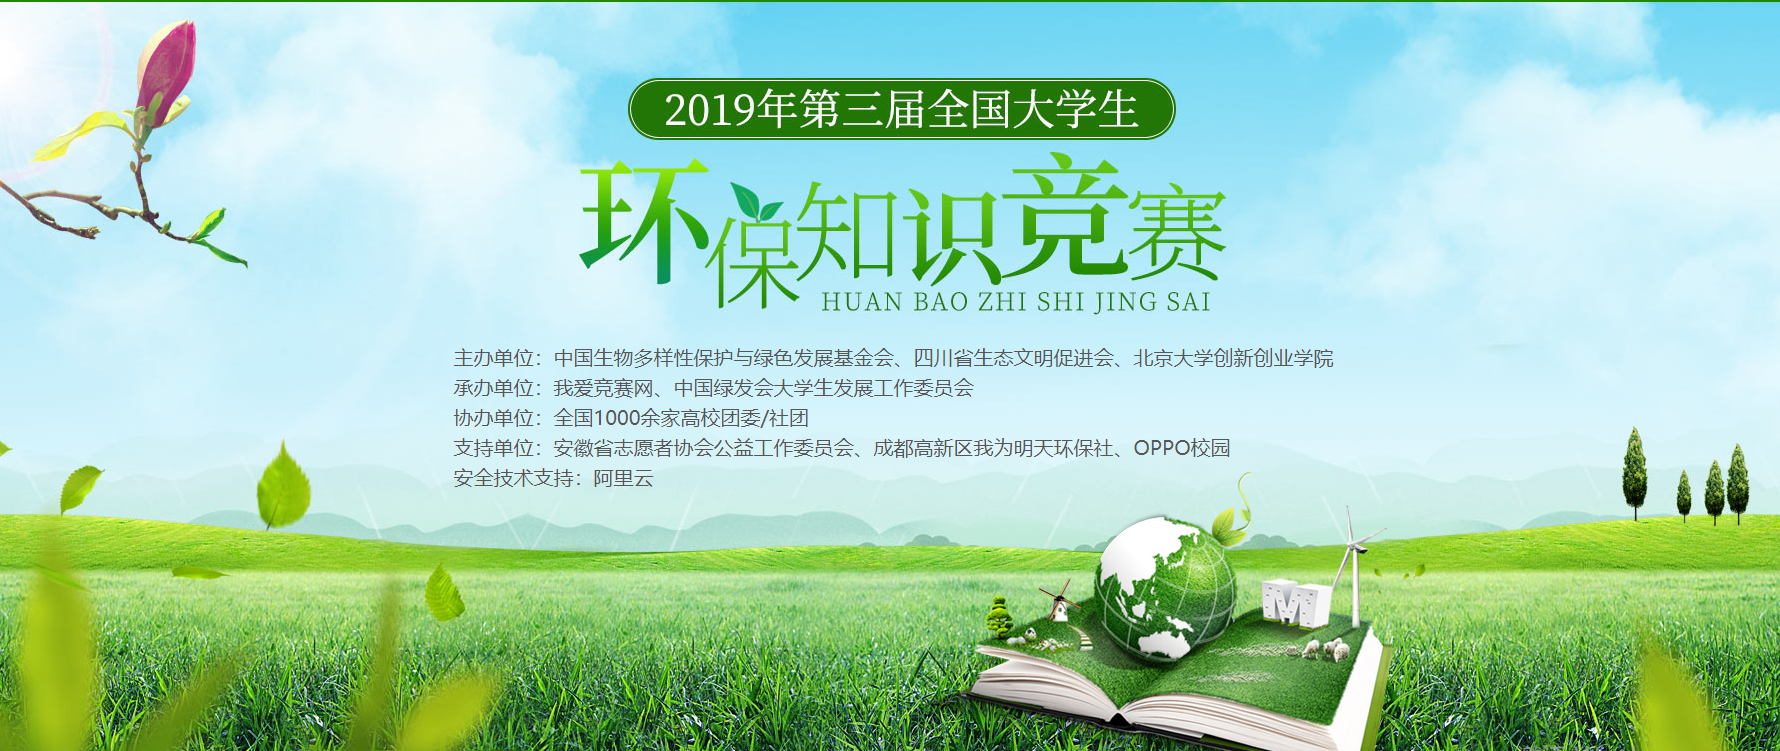 2019年第三届全国大学生
环保知识竞赛
HUAN BAO ZHI SHI JING SAI
主办单位：中国生物多样性保护与绿色发展基金会、四川省生态文明促进会、北京大学创新创业学院
承办单位：我爱竞赛网、中国绿发会大学生发展工作委员会
协办单位：全国1000余家高校团委/社团
支持单位：安徽省志愿者协会公益工作委员会、成都高新区我为明天环保社、OPPO校园
安全技术支持：阿里云
M